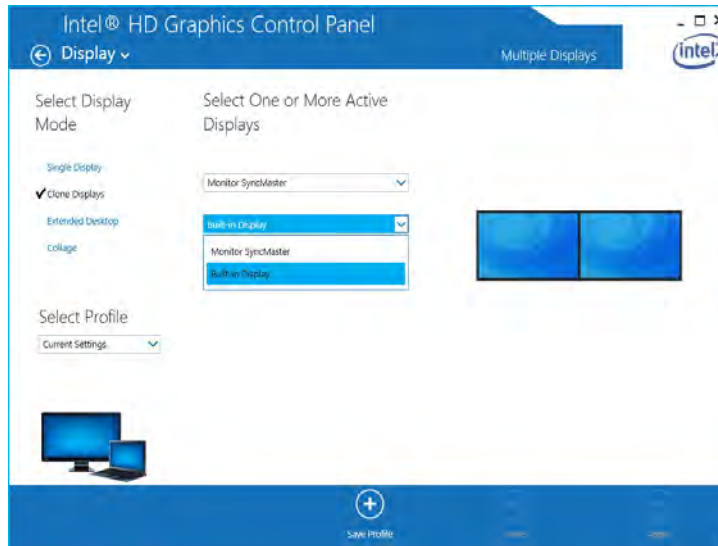 Intel® HD Graphics Control Panel
Display
Multiple Displays
intel
Select Display
Mode
Single Display
Clone Displays
Extended Desktop
Collage
Select Profile
Current Settings
Select One or More Active
Displays
Monitor SyncMaster
Built-in Display
Monitor SyncMaster
Built-in Display
Save Profile